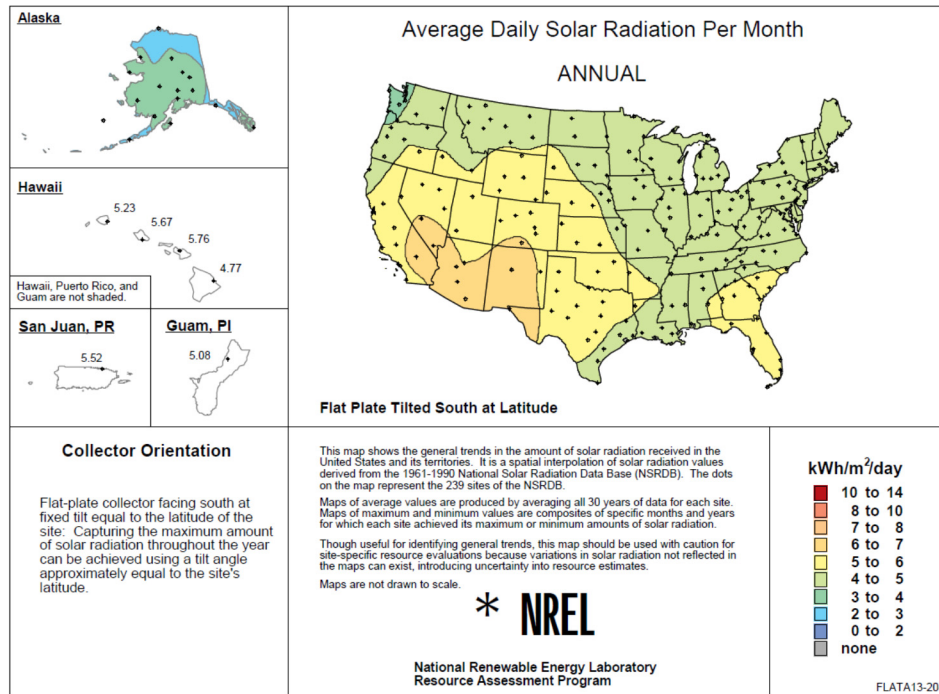 Alaska
Average Daily Solar Radiation Per Month
ANNUAL
Hawaii
5.23
5.67
5.76
4.77
Hawaii, Puerto Rico, and
Guam are not shaded.
San Juan, PR
5.52
Guam, PI
5.08
Flat Plate Tilted South at Latitude
Collector Orientation
Flat-plate collector facing south at
fixed tilt equal to the latitude of the
site: Capturing the maximum amount
of solar radiation throughout the year
can be achieved using a tilt angle
approximately equal to the site's
latitude.
This map shows the general trends in the amount of solar radiation received in the
United States and its territories. It is a spatial interpolation of solar radiation values
derived from the 1961-1990 National Solar Radiation Data Base (NSRDB). The dots
on the map represent the 239 sites of the NSRDB.
Maps of average values are produced by averaging all 30 years of data for each site.
Maps of maximum and minimum values are composites of specific months and years
for which each site achieved its maximum or minimum amounts of solar radiation.
Though useful for identifying general trends, this map should be used with caution for
site-specific resource evaluations because variations in solar radiation not reflected in
the maps can exist, introducing uncertainty into resource estimates.
Maps are not drawn to scale.
* NREL
National Renewable Energy Laboratory
Resource Assessment Program
kWh/m²/day
10 to 14
8 to 10
7 to 8
6 to 7
5 to 6
4 to 5
3 to 4
2 to 3
0 to 2
none
FLATA13-20